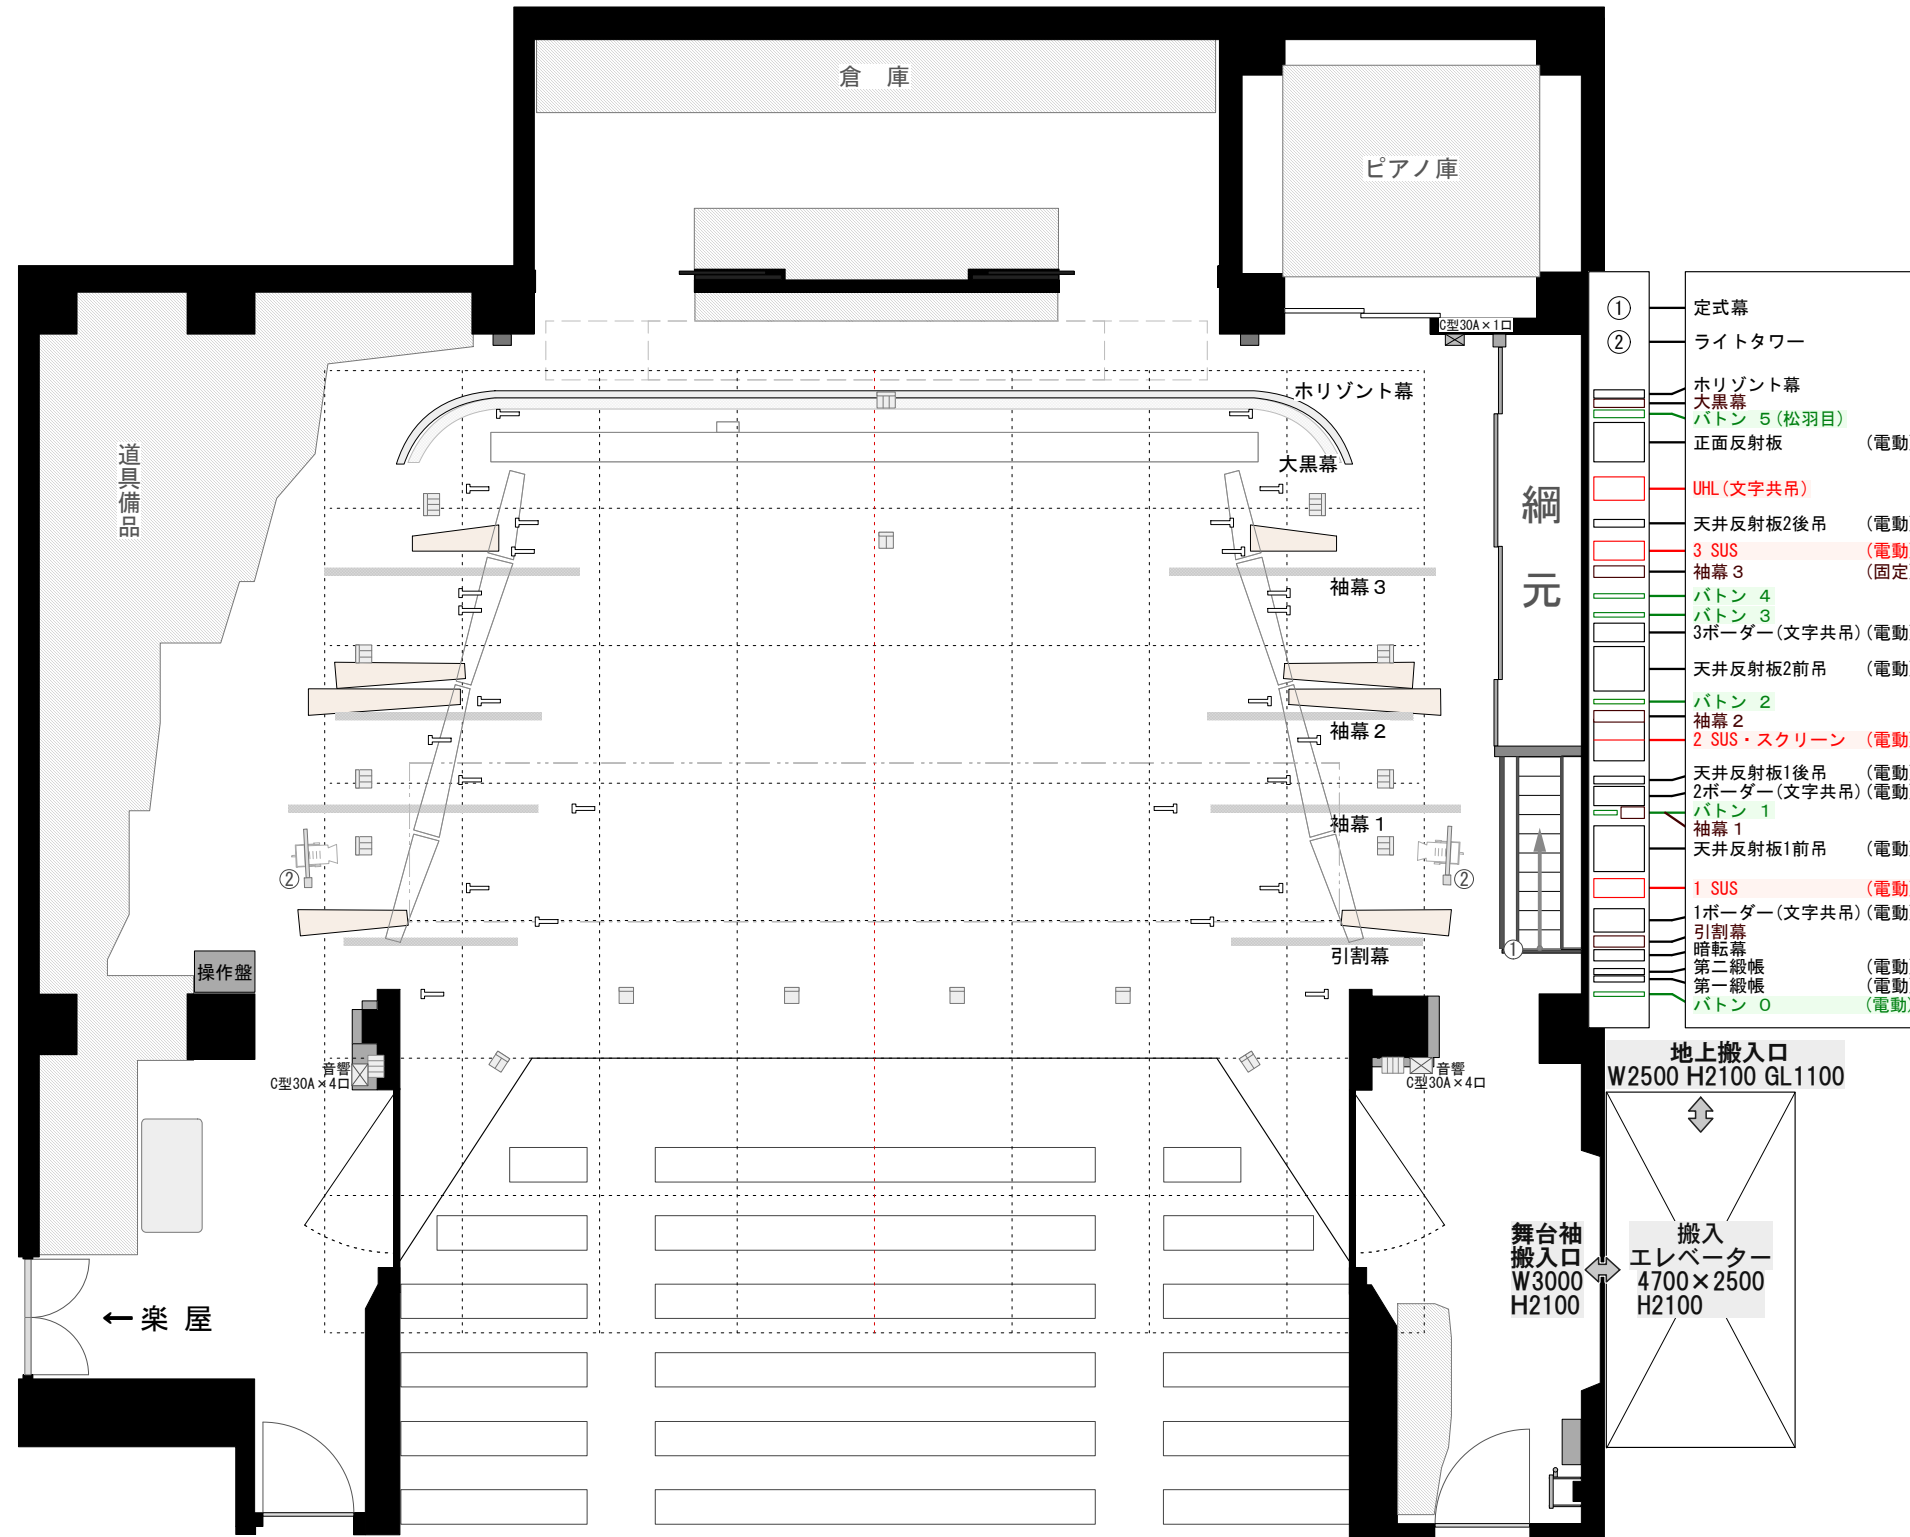 倉 庫
ピアノ庫
C型30A×1口
道具備品
ホリゾント幕
大黒幕
綱元
袖幕3
袖幕2
袖幕1
②
②
①
引割幕
操作盤
音響
C型30A×4口
音響
C型30A×4口
←楽 屋
① 定式幕
② ライトタワー
ホリゾント幕
大黒幕
バトン 5(松羽目)
正面反射板 (電動
UHL(文字共吊)
天井反射板2後吊 (電動
3 SUS (電動
袖幕3 (固定
バトン 4
バトン 3
3ボーダー(文字共吊)(電動
天井反射板2前吊 (電動
バトン 2
袖幕2
2 SUS・スクリーン (電動
天井反射板1後吊 (電動
2ボーダー(文字共吊)(電動
バトン 1
袖幕1
天井反射板1前吊 (電動
1 SUS (電動
1ボーダー(文字共吊)(電動
引割幕
暗転幕
第二緞帳 (電動
第一緞帳 (電動
バトン 0 (電動)
地上搬入口
W2500 H2100 GL1100
舞台袖
搬入口
W3000
H2100
搬入
エレベーター
4700×2500
H2100